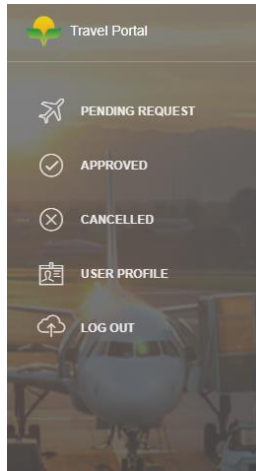 Travel Portal
PENDING REQUEST
APPROVED
CANCELLED
USER PROFILE
LOG OUT